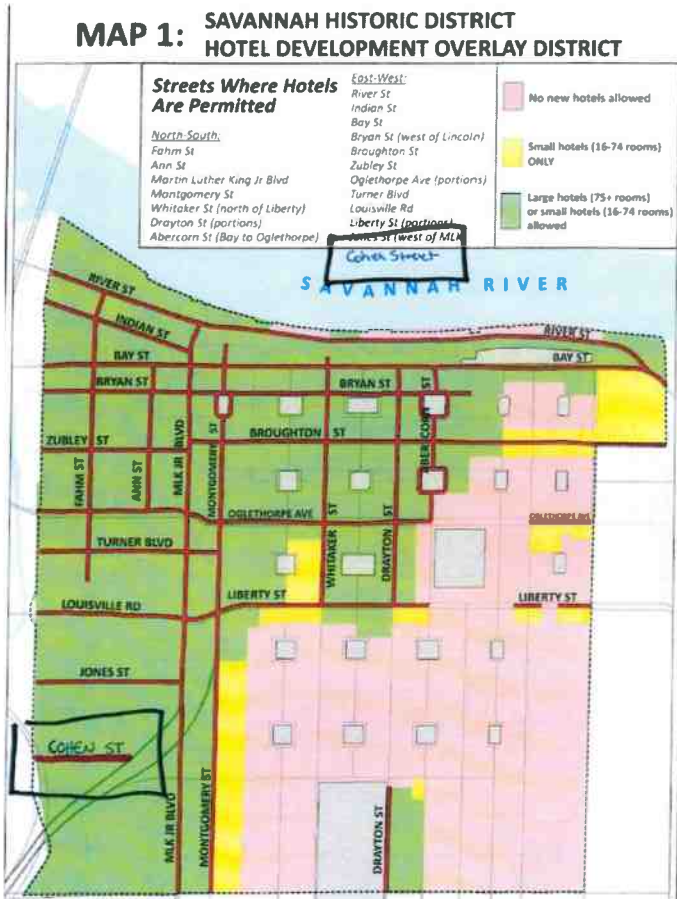 MAP 1: SAVANNAH HISTORIC DISTRICT
HOTEL DEVELOPMENT OVERLAY DISTRICT
Streets Where Hotels
Are Permitted
North-South:
Fahm St
Ann St
Martin Luther King Jr Blvd
Montgomery St
Whitaker St (north of Liberty)
Drayton St (portions)
Abercorn St (Bay to Oglethorpe)
East-West:
River St
Indian St
Bay St
Bryan St (west of Lincoln)
Broughton St
Zubley St
Oglethorpe Ave (portions)
Turner Blvd
Louisville Rd
Liberty St (portions)
Jones St (west of MLK
Cohen Street
No new hotels allowed
Small hotels (16-74 rooms)
ONLY
Large hotels (75+ rooms)
or small hotels (16-74 rooms)
allowed
SAVANNAH RIVER
RIVER ST
RIVER ST
INDIAN ST
BAY ST
BAY ST
BRYAN ST
BRYAN ST
ZUBLEY ST
BROUGHTON ST
FAHM ST
ANN ST
MLK JR BLVD
MONTGOMERY ST
ABERCORN ST
OGLETHORPE AVE
OGLETHORPE AVE
WHITAKER ST
DRAYTON ST
TURNER BLVD
LIBERTY ST
LIBERTY ST
LOUISVILLE RD
JONES ST
COHEN ST
MLK JR BLVD
MONTGOMERY ST
DRAYTON ST